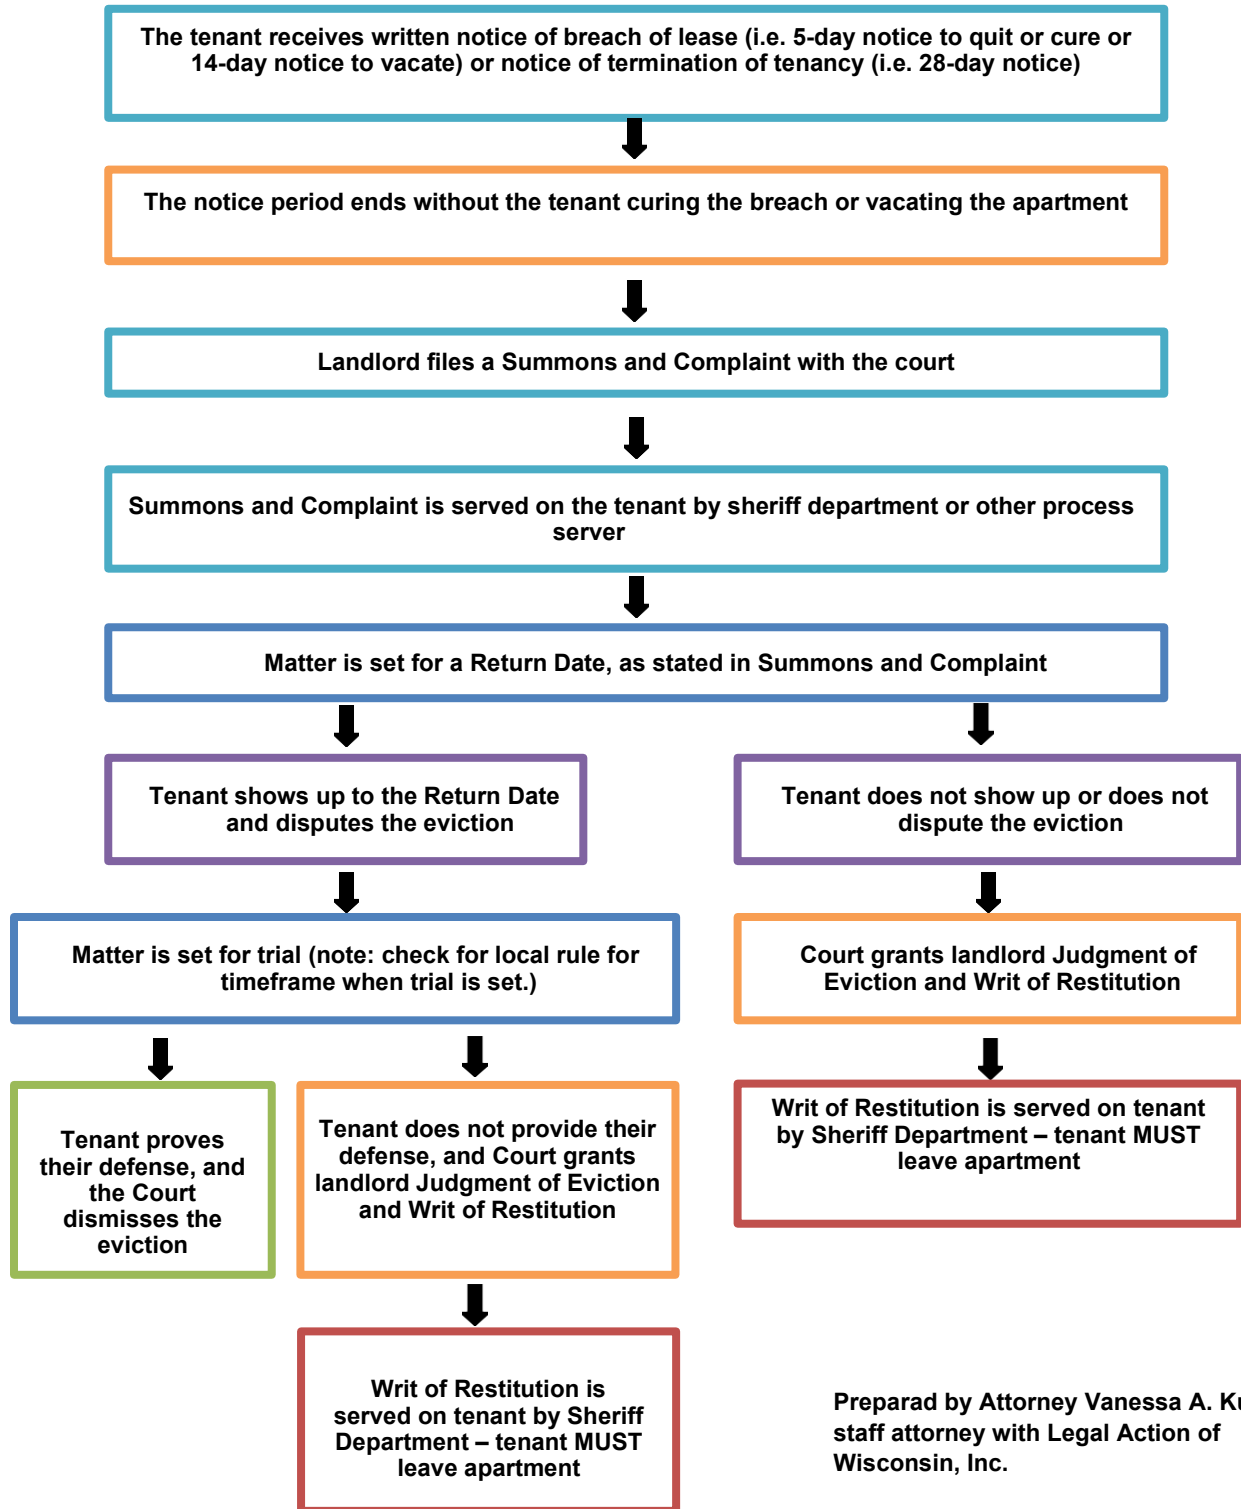 The tenant receives written notice of breach of lease (i.e. 5-day notice to quit or cure or
14-day notice to vacate) or notice of termination of tenancy (i.e. 28-day notice)
The notice period ends without the tenant curing the breach or vacating the apartment
Landlord files a Summons and Complaint with the court
Summons and Complaint is served on the tenant by sheriff department or other process
server
Matter is set for a Return Date, as stated in Summons and Complaint
Tenant shows up to the Return Date
and disputes the eviction
Tenant does not show up or does not
dispute the eviction
Matter is set for trial (note: check for local rule for
timeframe when trial is set.)
Court grants landlord Judgment of
Eviction and Writ of Restitution
Tenant proves
their defense, and
the Court
dismisses the
eviction
Tenant does not provide their
defense, and Court grants
landlord Judgment of Eviction
and Writ of Restitution
Writ of Restitution is served on tenant
by Sheriff Department – tenant MUST
leave apartment
Writ of Restitution is
served on tenant by Sheriff
Department – tenant MUST
leave apartment
Preparad by Attorney Vanessa A. 
staff attorney with Legal Action of
Wisconsin, Inc.